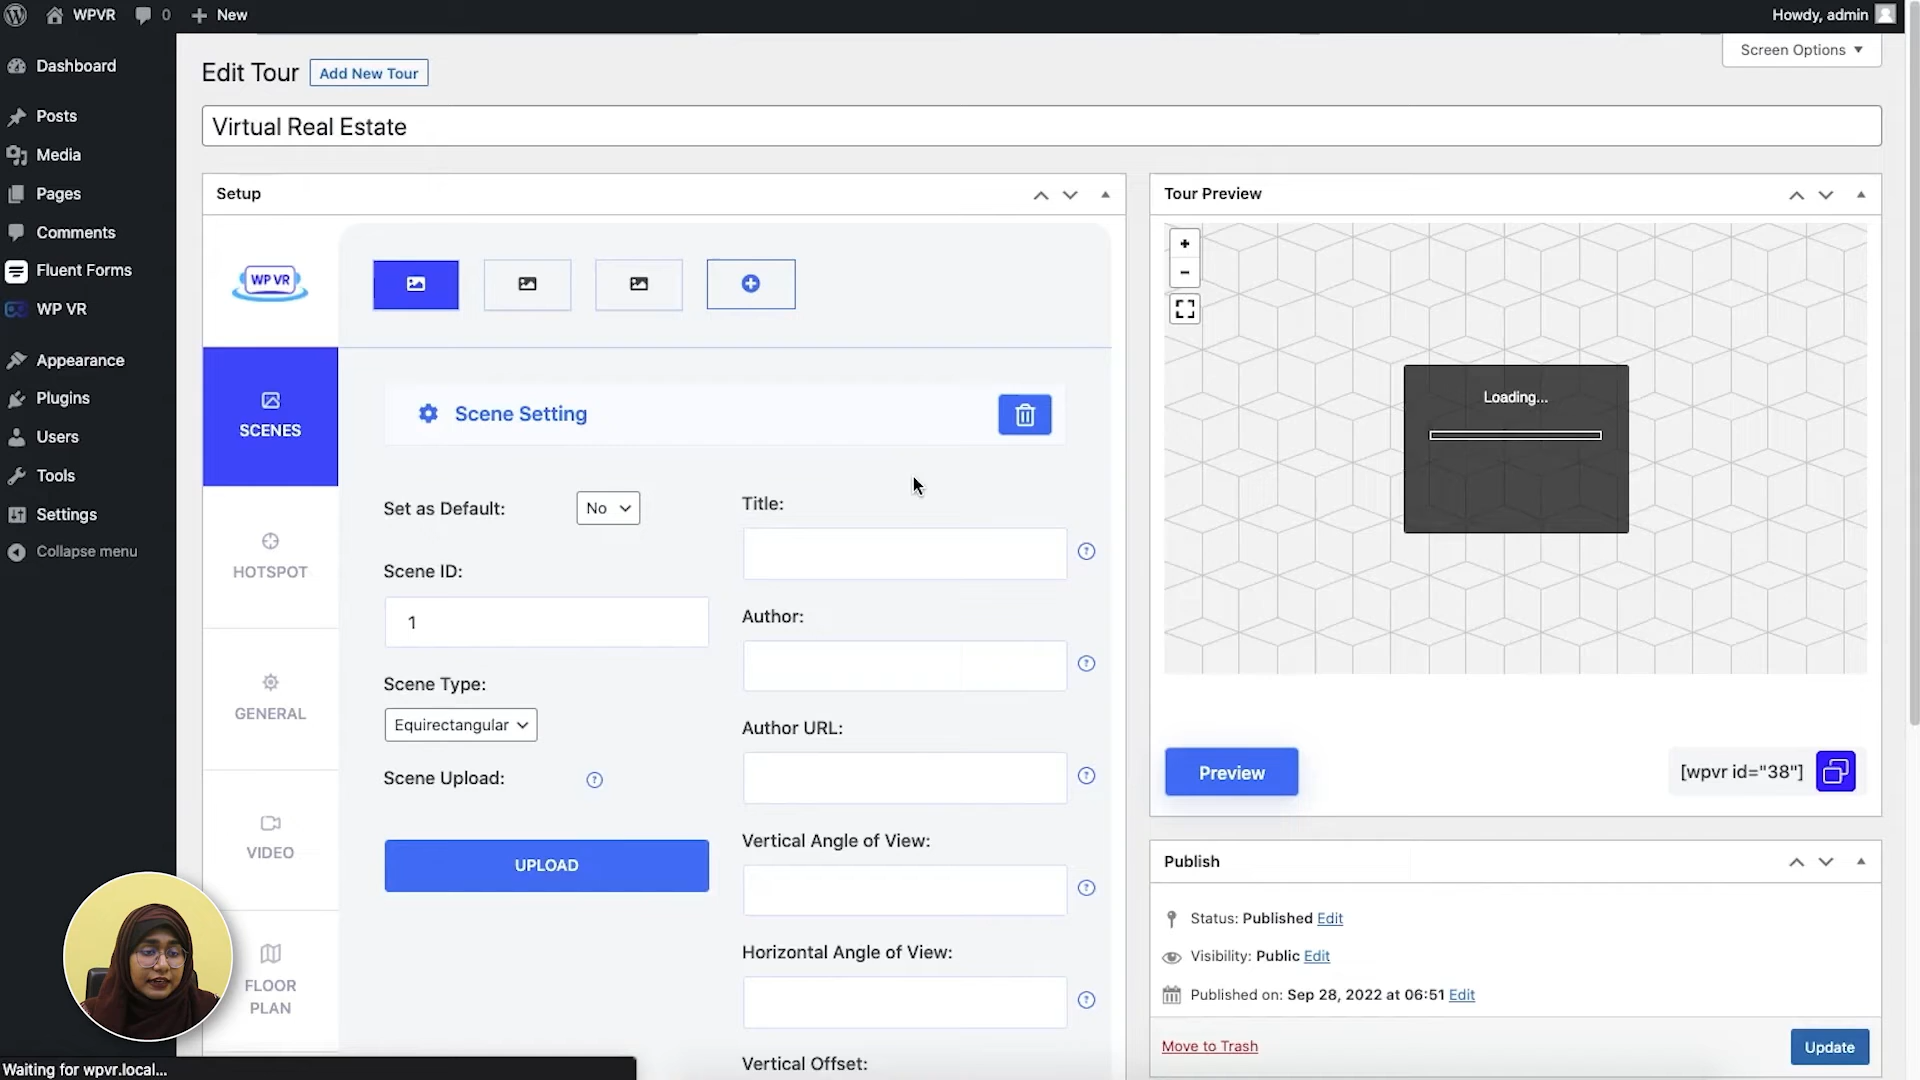 WPVR
0
New
Howdy, admin
Screen Options
Dashboard
Posts
Media
Pages
Comments
Fluent Forms
WP VR
Appearance
Plugins
Users
Tools
Settings
Collapse menu
Edit Tour
Add New Tour
Virtual Real Estate
Setup
WP VR
SCENES
HOTSPOT
GENERAL
VIDEO
FLOOR
PLAN
Scene Setting
Set as Default:
No
Scene ID:
1
Scene Type:
Equirectangular
Scene Upload:
?
UPLOAD
Title:
?
Author:
?
Author URL:
?
Vertical Angle of View:
?
Horizontal Angle of View:
?
Vertical Offset:
Tour Preview
+
-
Loading...
Preview
[wpvr id="38"]
Publish
Status: Published Edit
Visibility: Public Edit
Published on: Sep 28, 2022 at 06:51 Edit
Move to Trash
Update
Waiting for wpvr.local...